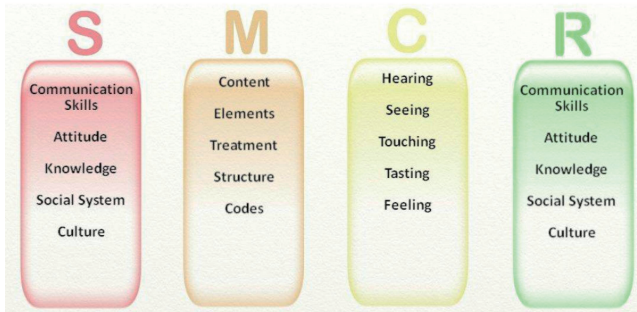 S
Communication
Skills
Attitude
Knowledge
Social System
Culture
M
Content
Elements
Treatment
Structure
Codes
C
Hearing
Seeing
Touching
Tasting
Feeling
R
Communication
Skills
Attitude
Knowledge
Social System
Culture